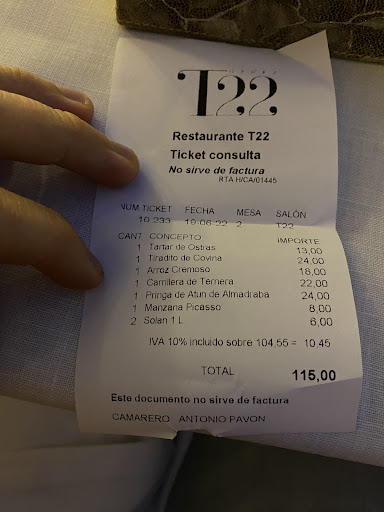 T22
Restaurante T22
Ticket consulta
No sirve de factura
RTA H/CA/01445
NUM.TICKET FECHA MESA SALÓN
10.233 19-06-22 2 T22
CANT CONCEPTO IMPORTE
1 Tartar de Ostras 13,00
1 Tiradito de Corvina 24,00
1 Arroz Cremoso 18,00
1 Carrillera de Ternera 22,00
1 Pringa de Atun de Almadraba 24,00
1 Manzana Picasso 8,00
2 Solan 1 L 6,00
IVA 10% incluido sobre 104,55 = 10,45
TOTAL 115,00
Este documento no sirve de factura
CAMARERO ANTONIO PAVON